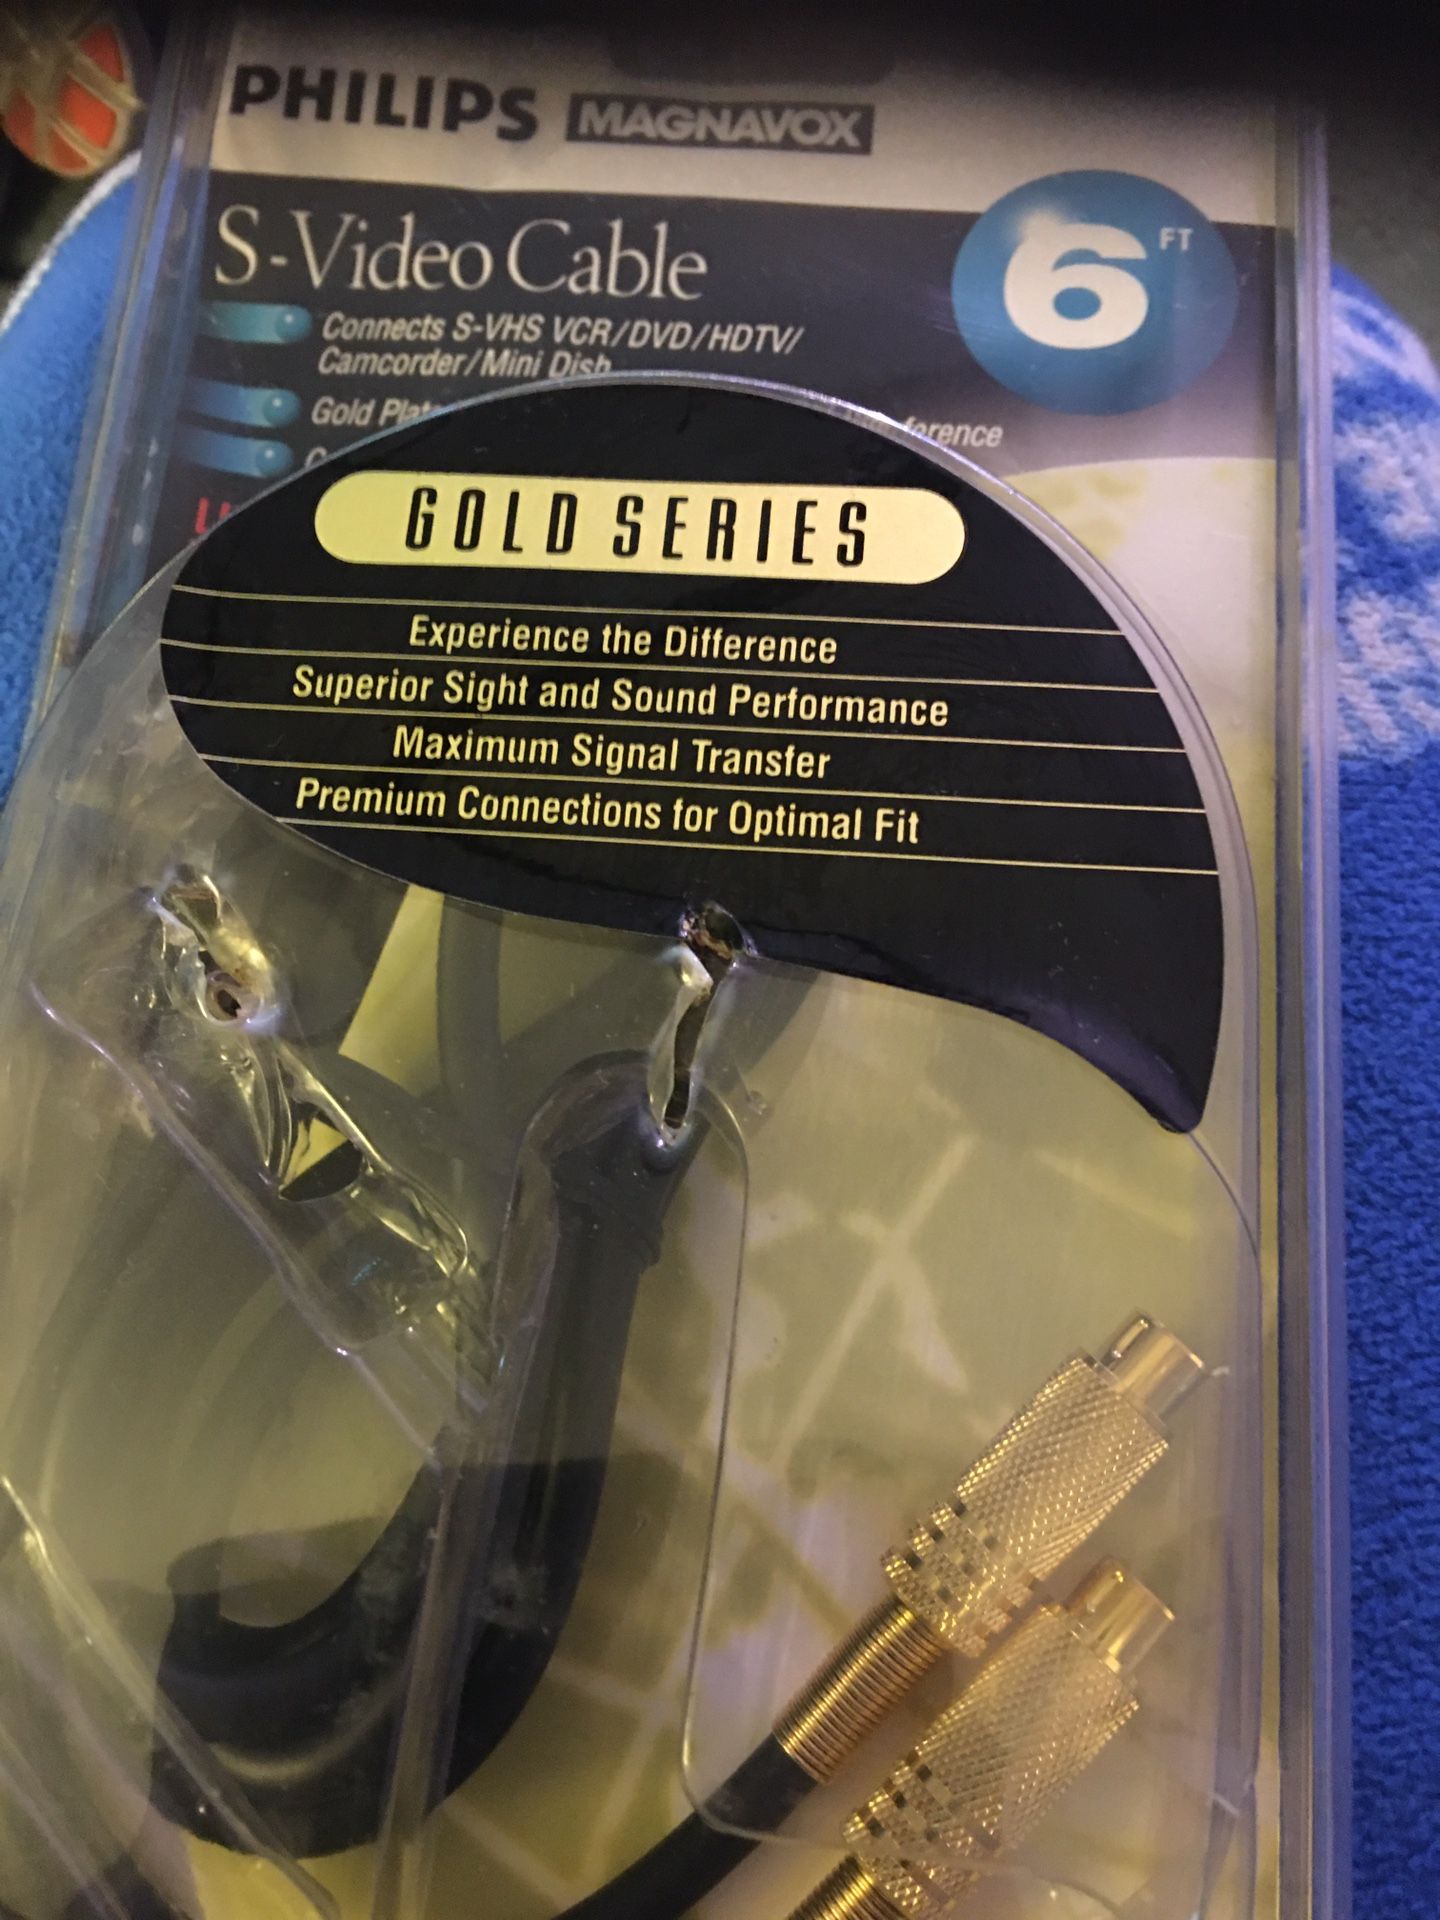 PHILIPS MAGNAVOX
S-Video Cable
6 FT
Connects S-VHS VCR/DVD/HDTV/
Camcorder/Mini Dish
Gold
GOLD SERIES
Experience the Difference
Superior Sight and Sound Performance
Maximum Signal Transfer
Premium Connections for Optimal Fit